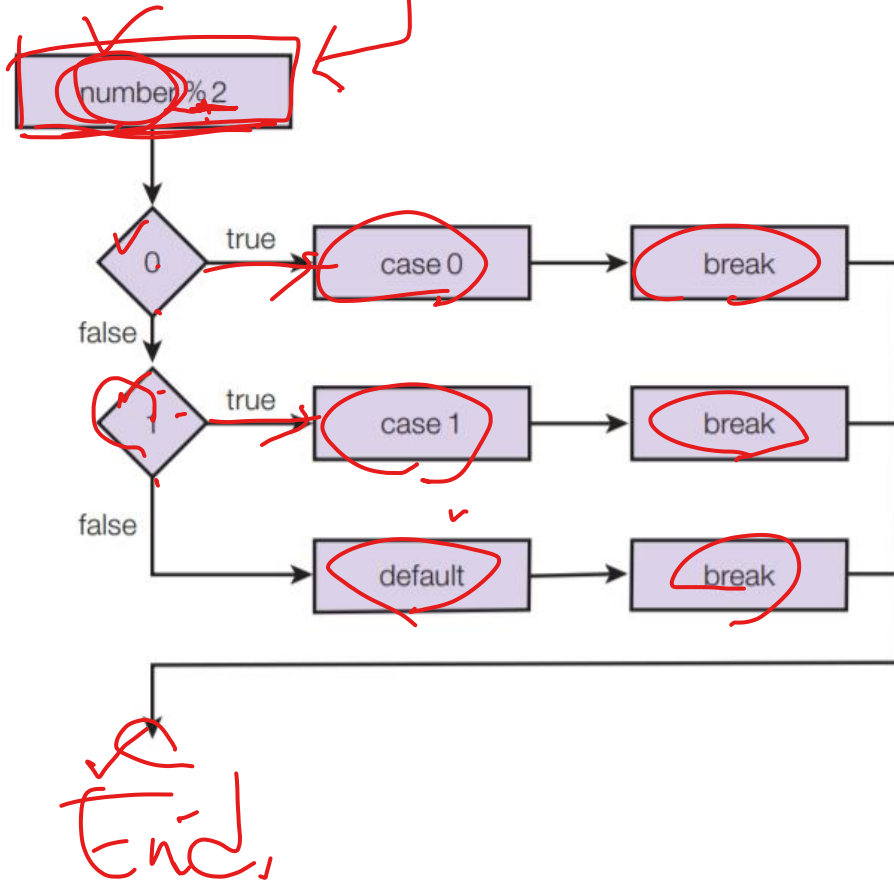 number % 2
0 true case 0 break
false
1 true case 1 break
false
default break
End.